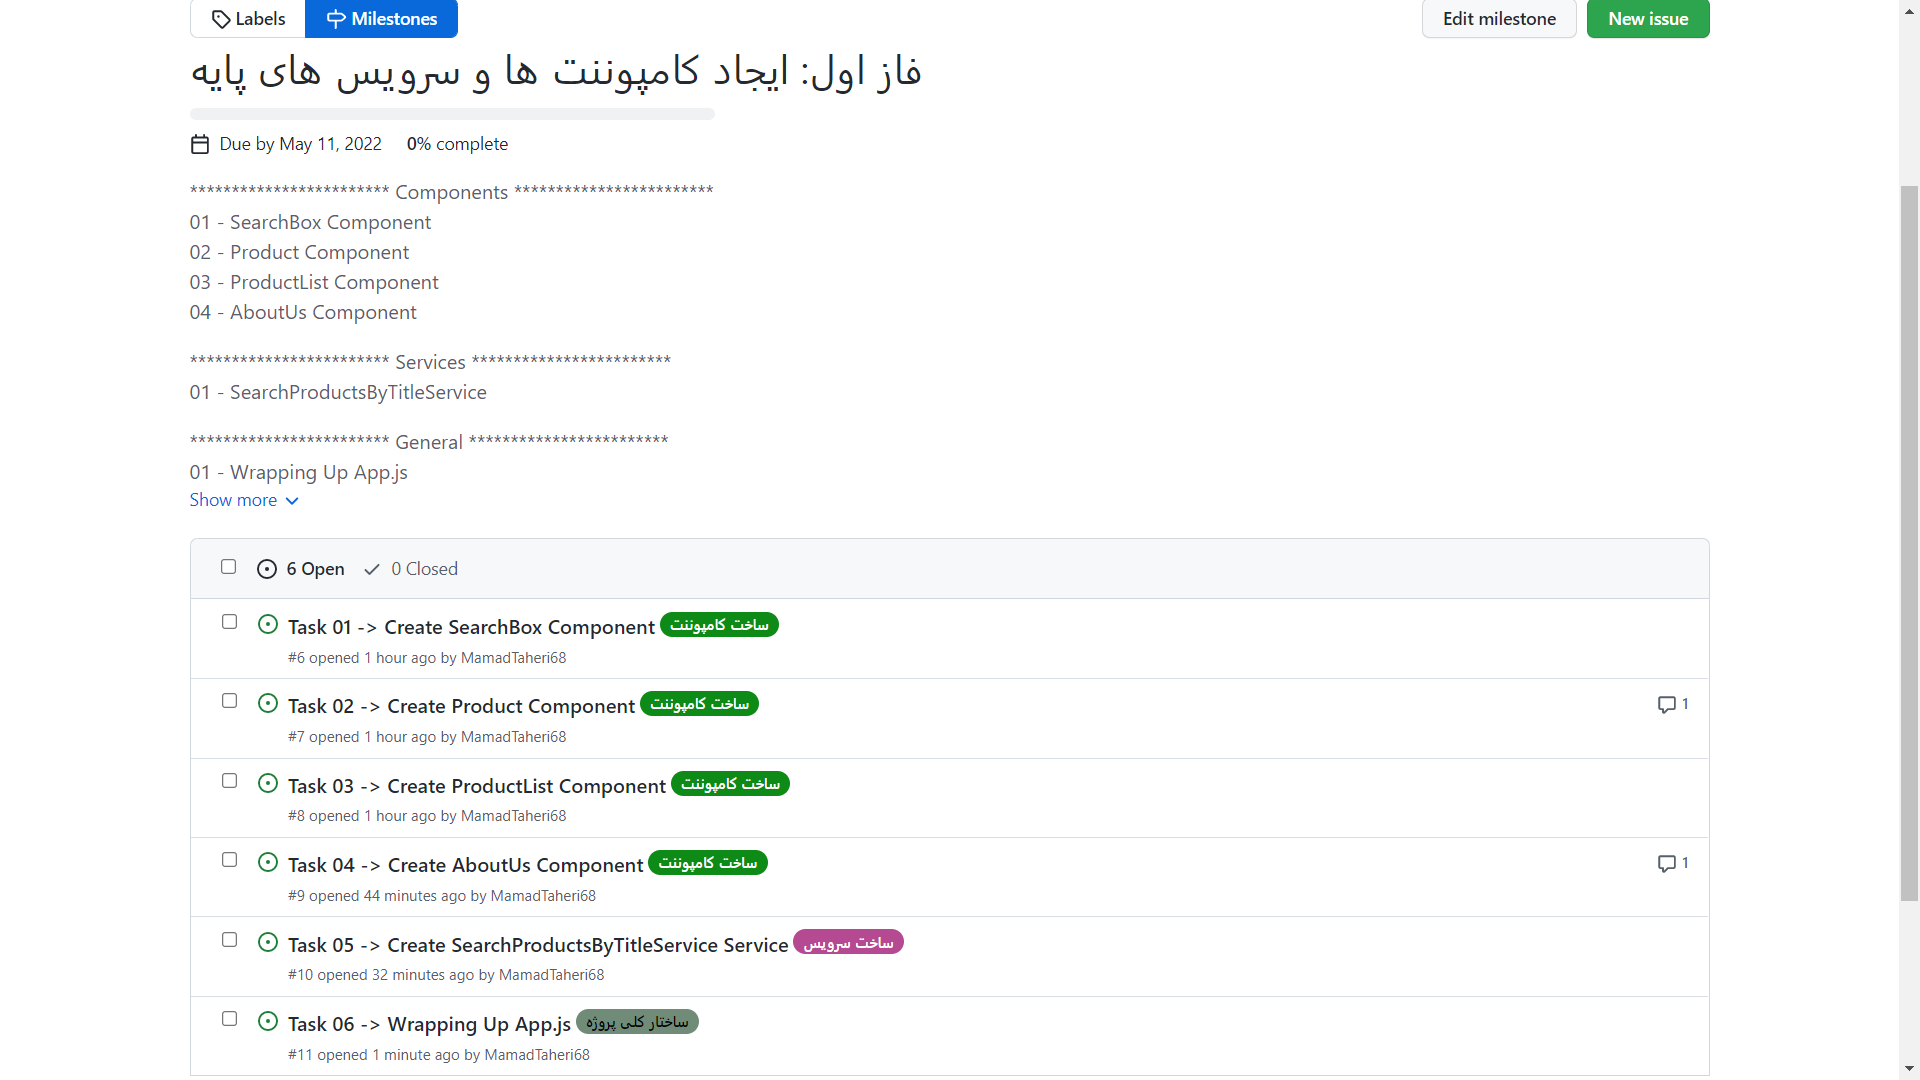 Labels Milestones Edit milestone New issue
فاز اول: ایجاد کامپوننت ها و سرویس های پایه
Due by May 11, 2022 0% complete
************************ Components ************************
01 - SearchBox Component
02 - Product Component
03 - ProductList Component
04 - AboutUs Component
************************ Services ************************
01 - SearchProductsByTitleService
************************ General ************************
01 - Wrapping Up App.js
Show more
6 Open 0 Closed
Task 01 -> Create SearchBox Component ساخت کامپوننت
#6 opened 1 hour ago by MamadTaheri68
Task 02 -> Create Product Component ساخت کامپوننت 1
#7 opened 1 hour ago by MamadTaheri68
Task 03 -> Create ProductList Component ساخت کامپوننت
#8 opened 1 hour ago by MamadTaheri68
Task 04 -> Create AboutUs Component ساخت کامپوننت 1
#9 opened 44 minutes ago by MamadTaheri68
Task 05 -> Create SearchProductsByTitleService Service ساخت سرویس
#10 opened 32 minutes ago by MamadTaheri68
Task 06 -> Wrapping Up App.js ساختار کلی پروژه
#11 opened 1 minute ago by MamadTaheri68